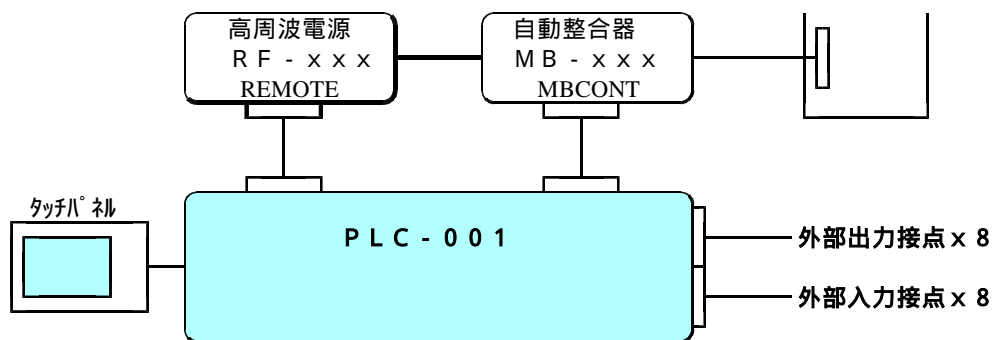 高周波電源
ＲＦ-ｘｘｘ
REMOTE
自動整合器
ＭＢ-ｘｘｘ
MBCONT
ﾀｯﾁﾊﾟﾈﾙ
ＰＬＣ-００１
外部出力接点ｘ８
外部入力接点ｘ８